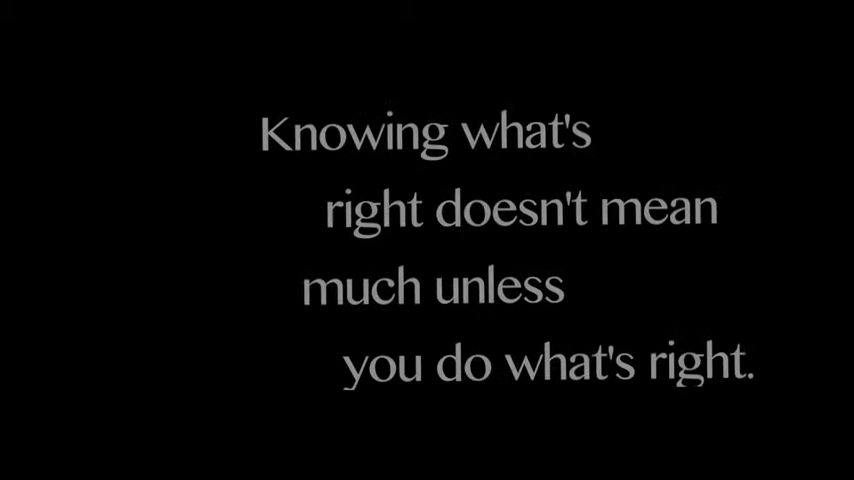 Knowing what's
right doesn't mean
much unless
you do what's right.